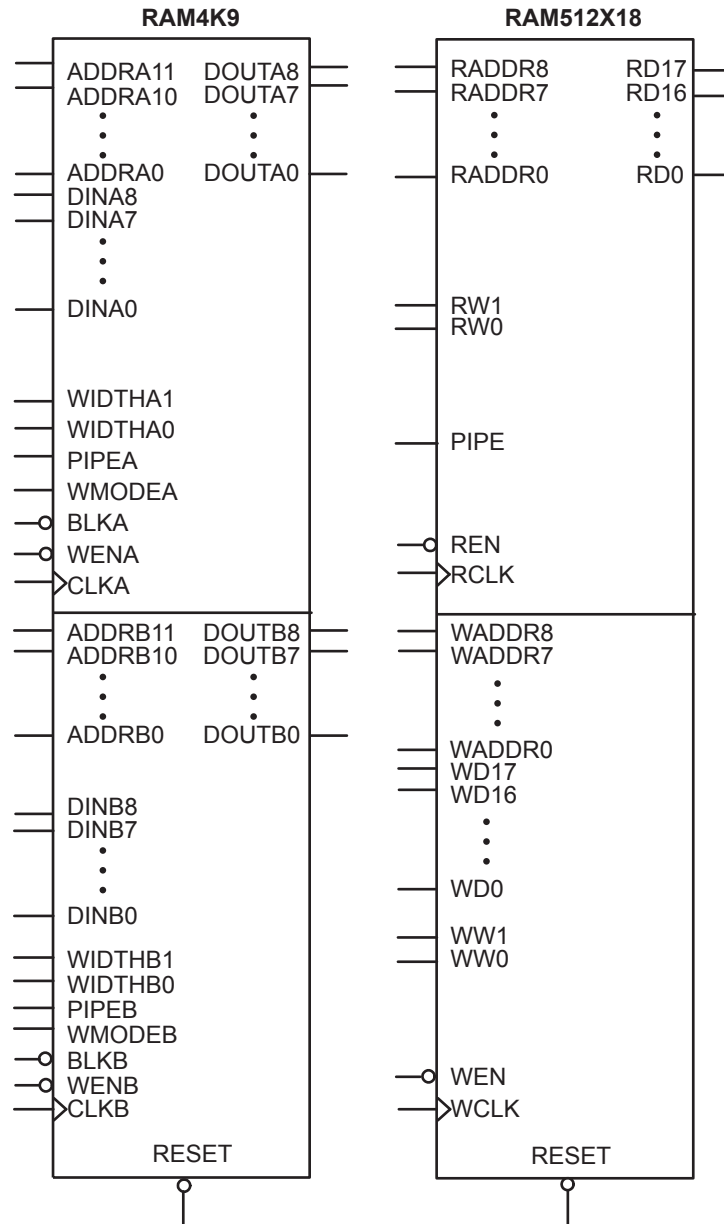 RAM4K9
ADDRA11 DOUTA8
ADDRA10 DOUTA7
ADDRA0 DOUTA0
DINA8
DINA7
DINA0
WIDTHA1
WIDTHA0
PIPEA
WMODEA
BLKA
WENA
CLKA
ADDRB11 DOUTB8
ADDRB10 DOUTB7
ADDRB0 DOUTB0
DINB8
DINB7
DINB0
WIDTHB1
WIDTHB0
PIPEB
WMODEB
BLKB
WENB
CLKB
RESET
RAM512X18
RADDR8 RD17
RADDR7 RD16
RADDR0 RD0
RW1
RW0
PIPE
REN
RCLK
WADDR8
WADDR7
WADDR0
WD17
WD16
WD0
WW1
WW0
WEN
WCLK
RESET